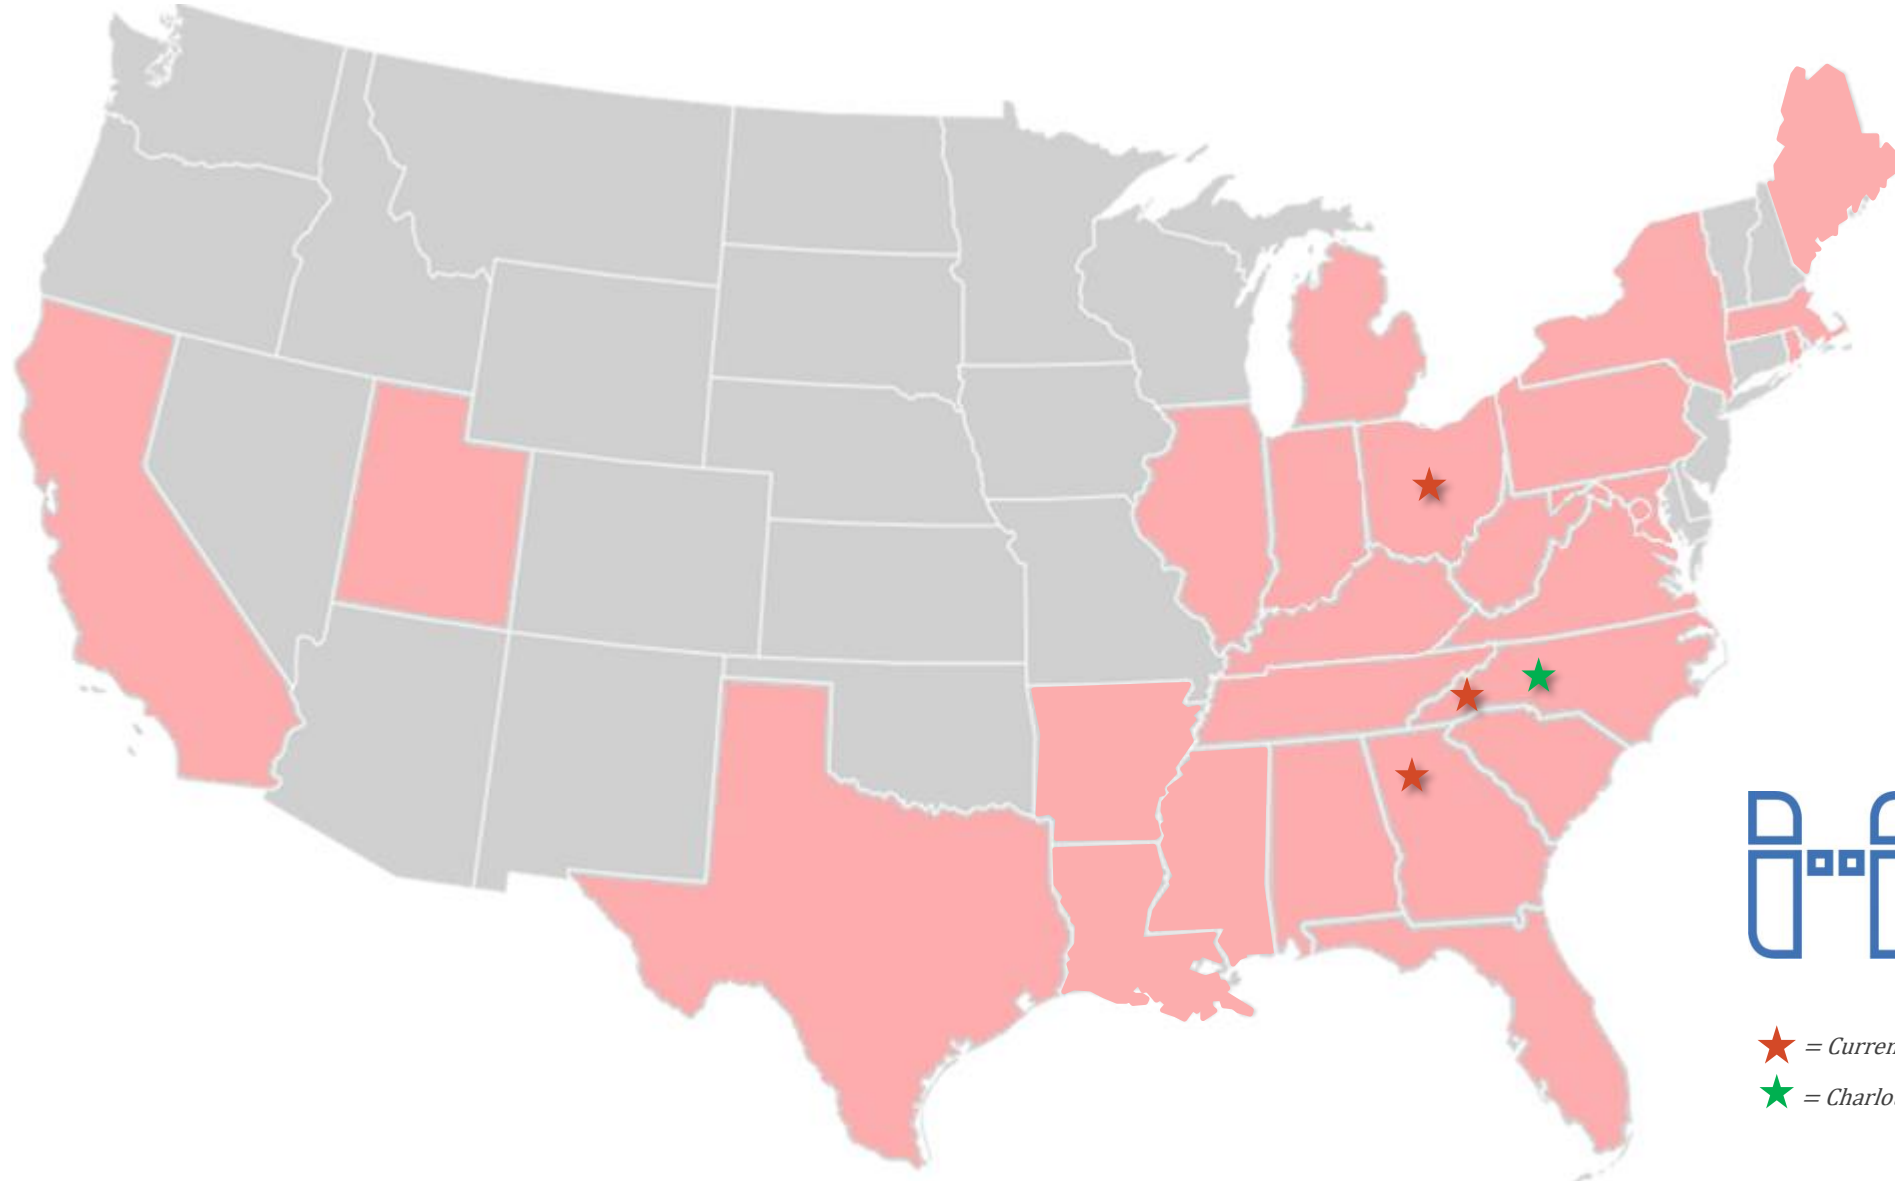 = Curren
= Charlo